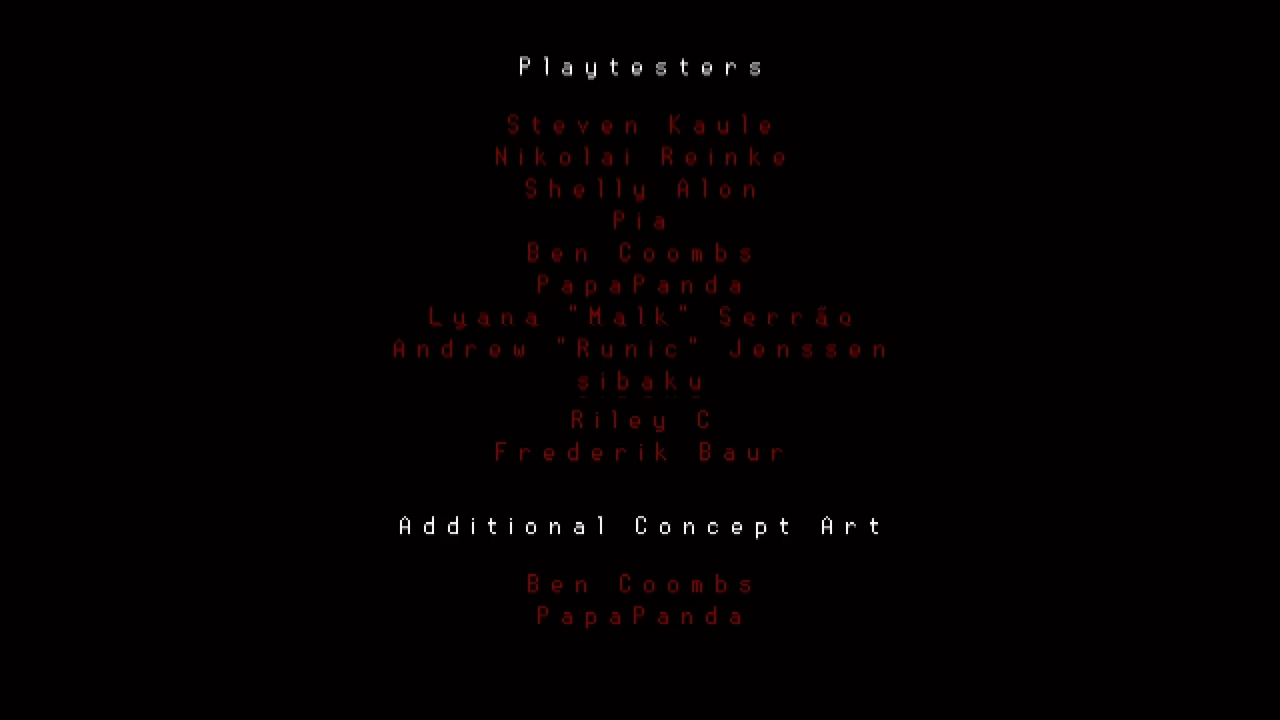 Playtesters
Steven Kaule
Nikolai Reinke
Shelly Alon
Pia
Ben Coombs
PapaPanda
Lyana "Malk" Serrão
Andrew "Runic" Jenssen
sibaku
Riley C
Frederik Baur
Additional Concept Art
Ben Coombs
PapaPanda